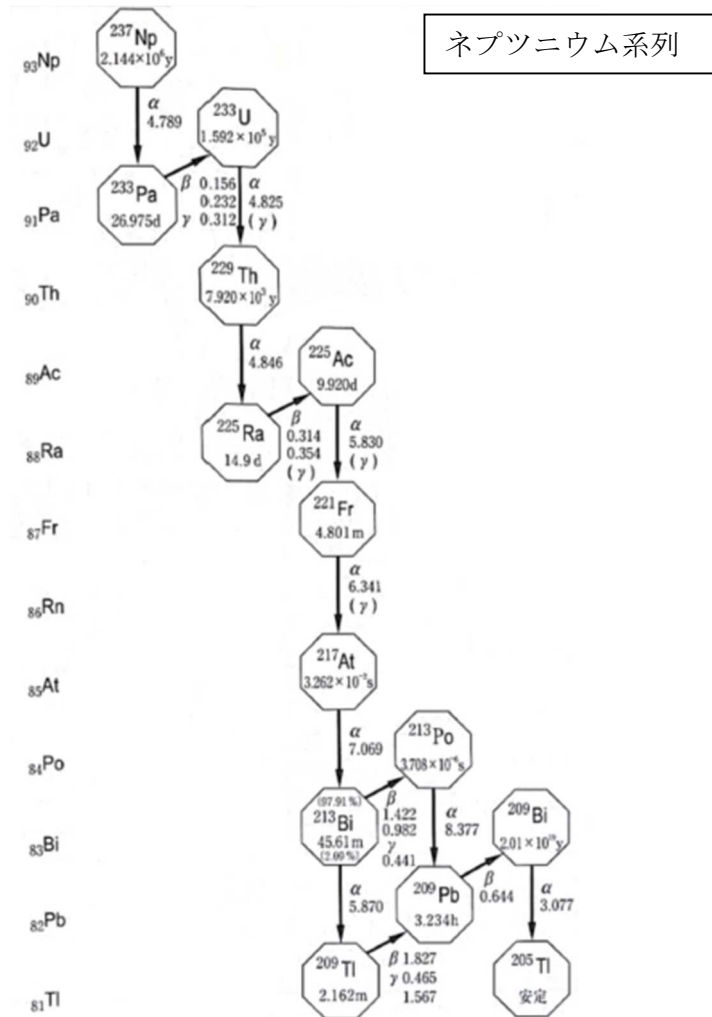 ネプツニウム系列
237Np
2.144×10⁶y
93Np
α
4.789
233U
1.592×10⁵y
92U
233Pa
26.975d
β 0.156
0.232
γ 0.312
α
4.825
(γ)
91Pa
229Th
7.920×10³y
90Th
α
4.846
225Ac
9.920d
89Ac
225Ra
14.9d
β
0.314
0.354
(γ)
α
5.830
(γ)
88Ra
221Fr
4.801m
87Fr
α
6.341
(γ)
86Rn
217At
3.262×10⁻²s
85At
α
7.069
213Po
3.708×10⁻⁶s
84Po
(97.91%)
213Bi
45.61m
[2.09%]
β
1.422
0.982
γ
0.441
α
8.377
209Bi
2.01×10¹⁹y
83Bi
α
5.870
209Pb
3.234h
β
0.644
α
3.077
82Pb
209Tl
2.162m
β 1.827
γ 0.465
1.567
205Tl
安定
81Tl